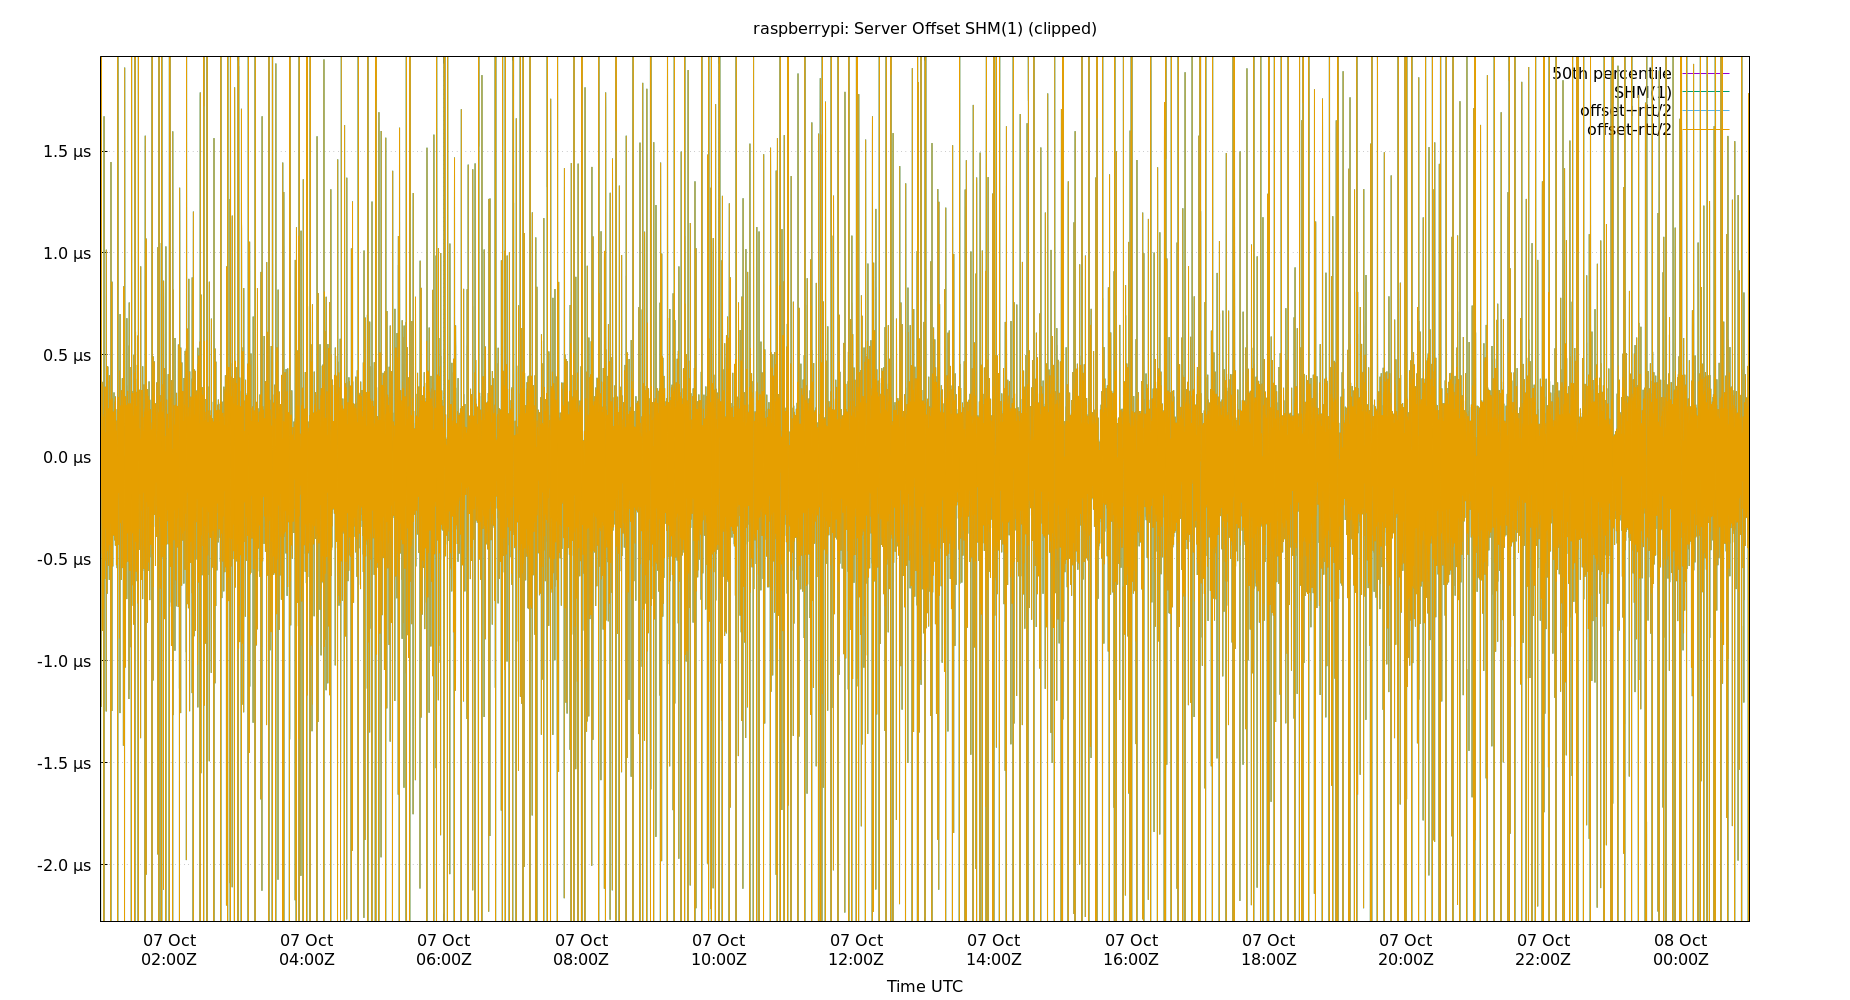 raspberrypi: Server Offset SHM(1) (clipped)
50th percentile
SHM(1)
offset+rtt/2
offset-rtt/2
1.5 µs
1.0 µs
0.5 µs
0.0 µs
-0.5 µs
-1.0 µs
-1.5 µs
-2.0 µs
07 Oct 07 Oct 07 Oct 07 Oct 07 Oct 07 Oct 07 Oct 07 Oct 07 Oct 07 Oct 07 Oct 08 Oct
02:00Z 04:00Z 06:00Z 08:00Z 10:00Z 12:00Z 14:00Z 16:00Z 18:00Z 20:00Z 22:00Z 00:00Z
Time UTC